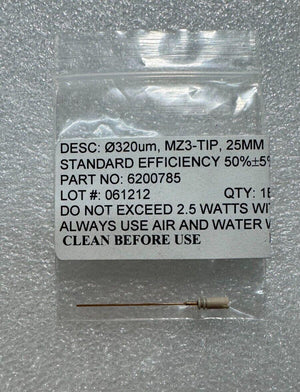 DESC: Ø320um, MZ3-TIP, 25MM
STANDARD EFFICIENCY 50%±5%
PART NO: 6200785
LOT #: 061212 QTY: 1
DO NOT EXCEED 2.5 WATTS
ALWAYS USE AIR AND WATER
CLEAN BEFORE USE